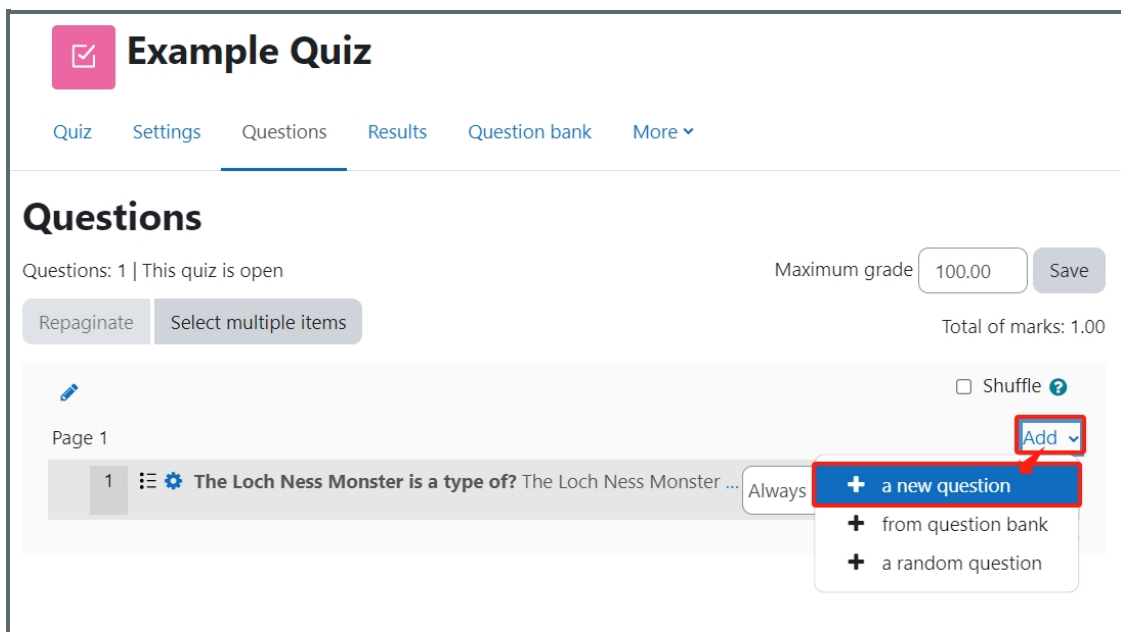 Example Quiz
Quiz Settings Questions Results Question bank More
Questions
Questions: 1 | This quiz is open
Maximum grade 100.00 Save
Repaginate Select multiple items
Total of marks: 1.00
Shuffle ?
Page 1
Add
1 The Loch Ness Monster is a type of? The Loch Ness Monster ... Always
+ a new question
+ from question bank
+ a random question